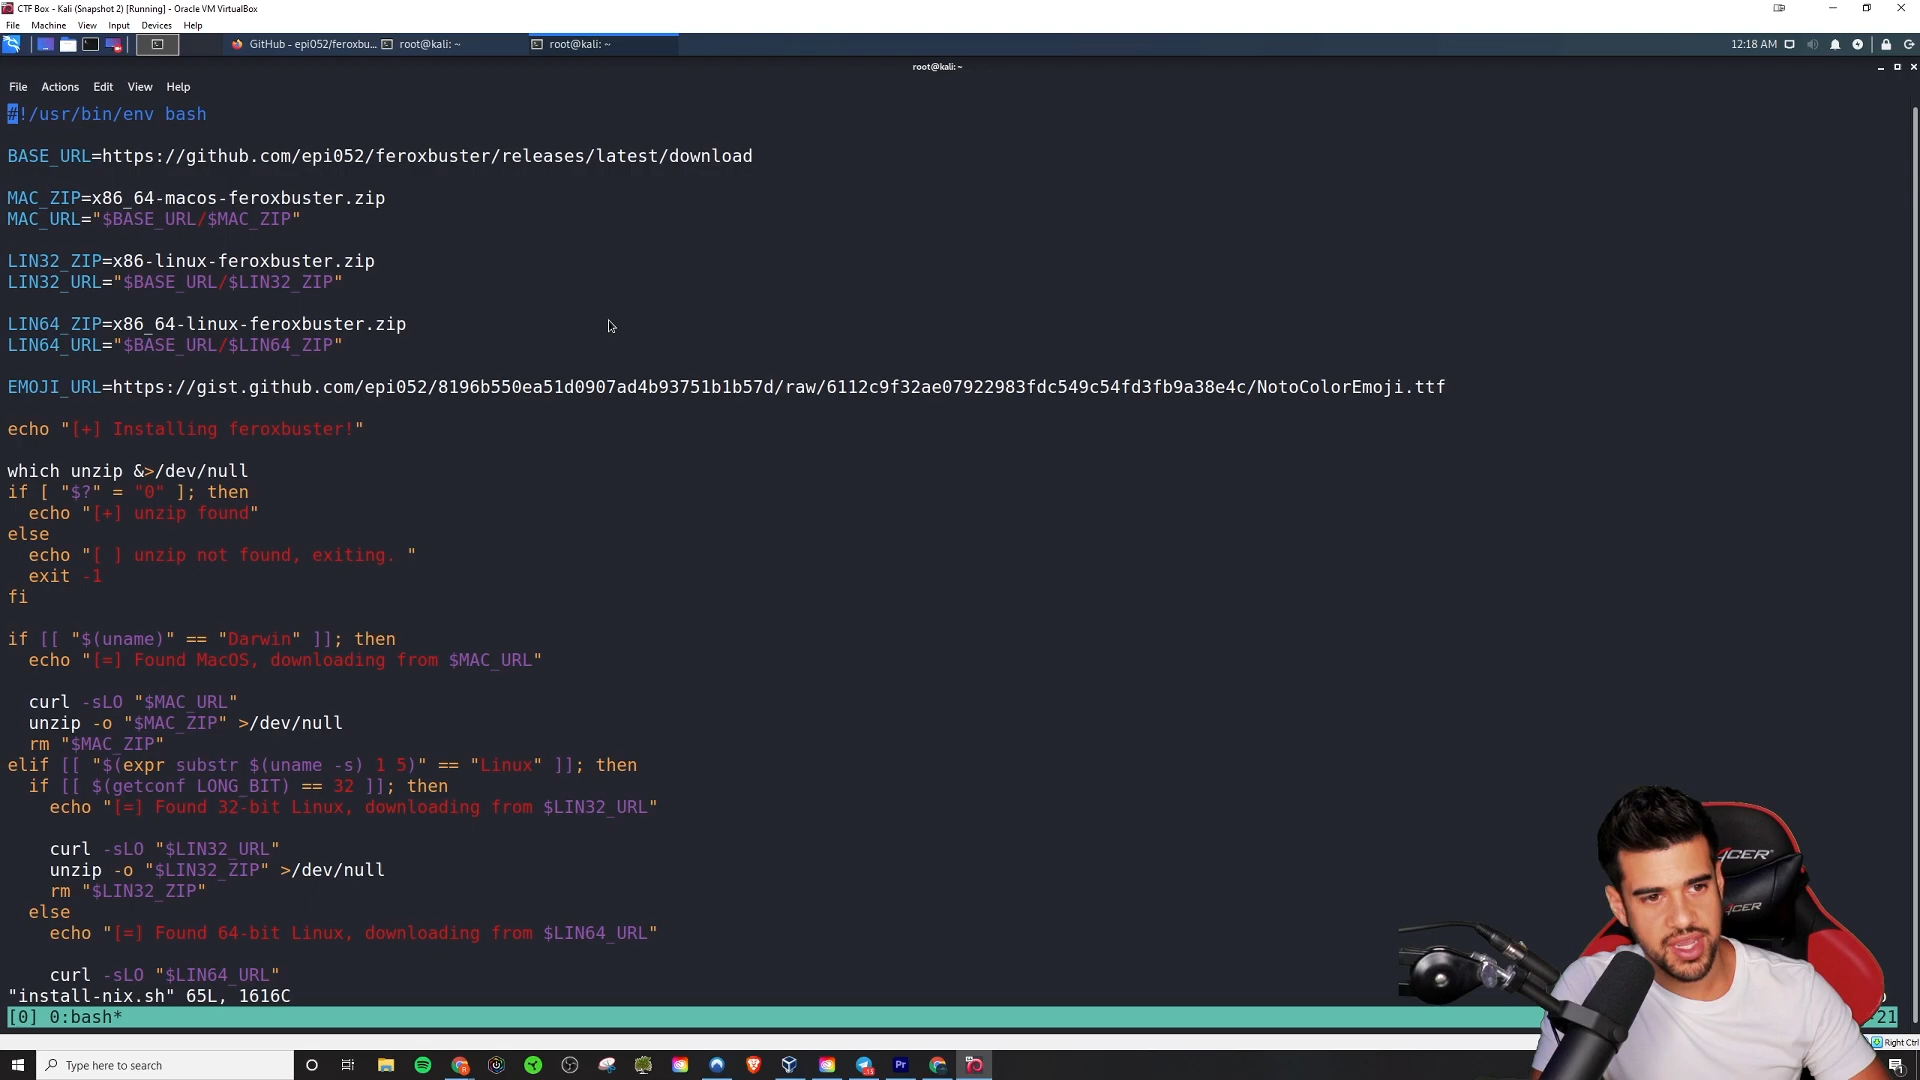 CTF Box - Kali (Snapshot 2) [Running] - Oracle VM VirtualBox
File Machine View Input Devices Help
GitHub - epi052/feroxbu... root@kali: ~ root@kali: ~ 12:18 AM
root@kali: ~
File Actions Edit View Help
#!/usr/bin/env bash
BASE_URL=https://github.com/epi052/feroxbuster/releases/latest/download
MAC_ZIP=x86_64-macos-feroxbuster.zip
MAC_URL="$BASE_URL/$MAC_ZIP"
LIN32_ZIP=x86-linux-feroxbuster.zip
LIN32_URL="$BASE_URL/$LIN32_ZIP"
LIN64_ZIP=x86_64-linux-feroxbuster.zip
LIN64_URL="$BASE_URL/$LIN64_ZIP"
EMOJI_URL=https://gist.github.com/epi052/8196b550ea51d0907ad4b93751b1b57d/raw/6112c9f32ae07922983fdc549c54fd3fb9a38e4c/NotoColorEmoji.ttf
echo "[+] Installing feroxbuster!"
which unzip &>/dev/null
if [ "$?" = "0" ]; then
  echo "[+] unzip found"
else
  echo "[ ] unzip not found, exiting. "
  exit -1
fi
if [[ "$(uname)" == "Darwin" ]]; then
  echo "[=] Found MacOS, downloading from $MAC_URL"
  curl -sLO "$MAC_URL"
  unzip -o "$MAC_ZIP" >/dev/null
  rm "$MAC_ZIP"
elif [[ "$(expr substr $(uname -s) 1 5)" == "Linux" ]]; then
  if [[ $(getconf LONG_BIT) == 32 ]]; then
    echo "[=] Found 32-bit Linux, downloading from $LIN32_URL"
    curl -sLO "$LIN32_URL"
    unzip -o "$LIN32_ZIP" >/dev/null
    rm "$LIN32_ZIP"
  else
    echo "[=] Found 64-bit Linux, downloading from $LIN64_URL"
    curl -sLO "$LIN64_URL"
"install-nix.sh" 65L, 1616C
[0] 0:bash* -21
Right Ctrl
Type here to search